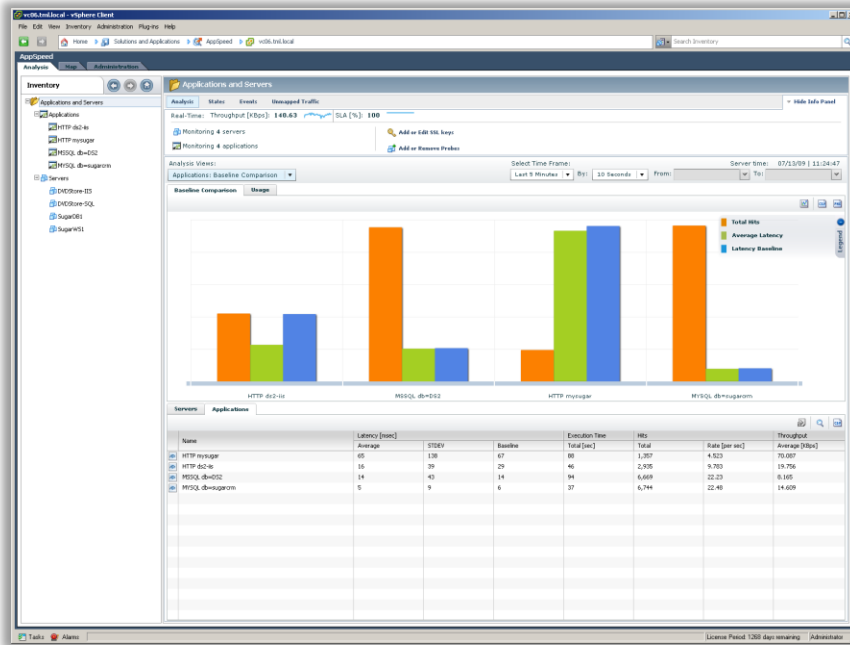 vc06.tml.local - vSphere Client
File Edit View Inventory Administration Plug-ins Help
Home Solutions and Applications AppSpeed vc06.tml.local Search Inventory
AppSpeed
Analysis Map Administration
Inventory
Applications and Servers
Applications
HTTP ds2-iis
HTTP mysugar
MSSQL db=DS2
MYSQL db=sugarcrm
Servers
DVDStore-IIS
DVDStore-SQL
SugarDB1
SugarWS1
Applications and Servers
Analysis States Events Unmapped Traffic Hide Info Panel
Real-Time: Throughput [KBps]: 140.63 SLA [%]: 100
Monitoring 4 servers Add or Edit SSL keys
Monitoring 4 applications Add or Remove Probes
Analysis Views: Select Time Frame: Server time: 07/13/09 | 11:24:47
Applications: Baseline Comparison Last 5 Minutes By: 10 Seconds From: To:
Baseline Comparison Usage
Total Hits
Average Latency
Latency Baseline
Legend
HTTP ds2-iis MSSQL db=DS2 HTTP mysugar MYSQL db=sugarcrm
Servers Applications
Name Latency [msec] Execution Time Hits Throughput
Average STDEV Baseline Total [sec] Total Rate [per sec] Average [KBps]
HTTP mysugar 65 138 67 88 1,357 4.523 70.087
HTTP ds2-iis 16 39 29 46 2,935 9.783 19.756
MSSQL db=DS2 14 43 14 94 6,669 22.23 8.165
MYSQL db=sugarcrm 5 9 6 37 6,744 22.48 14.609
Tasks Alarms License Period: 1268 days remaining Administrator